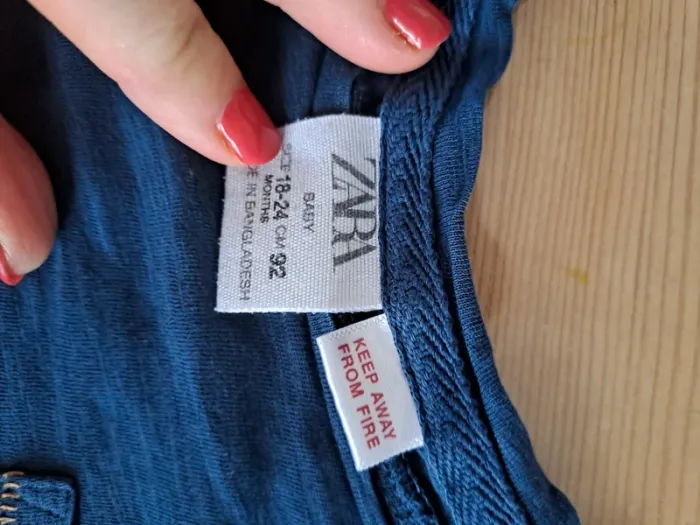 ZARA
BABY
18-24 CM 92
MONTHS
IN BANGLADESH
KEEP AWAY
FROM FIRE